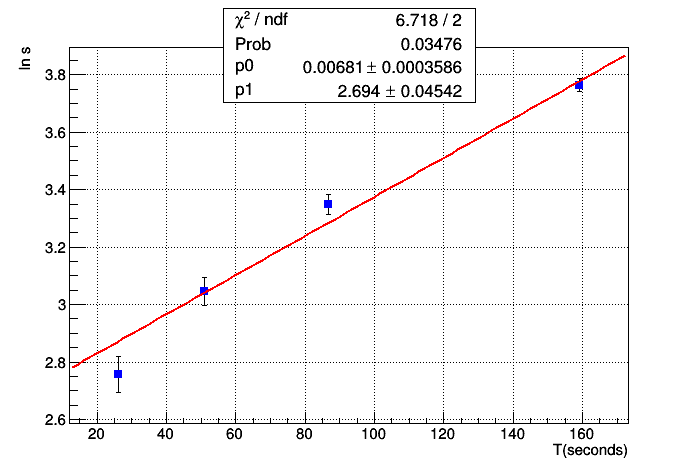 χ² / ndf 6.718 / 2
Prob 0.03476
p0 0.00681 ± 0.0003586
p1 2.694 ± 0.04542
ln s
3.8
3.6
3.4
3.2
3
2.8
2.6
20 40 60 80 100 120 140 160
T(seconds)